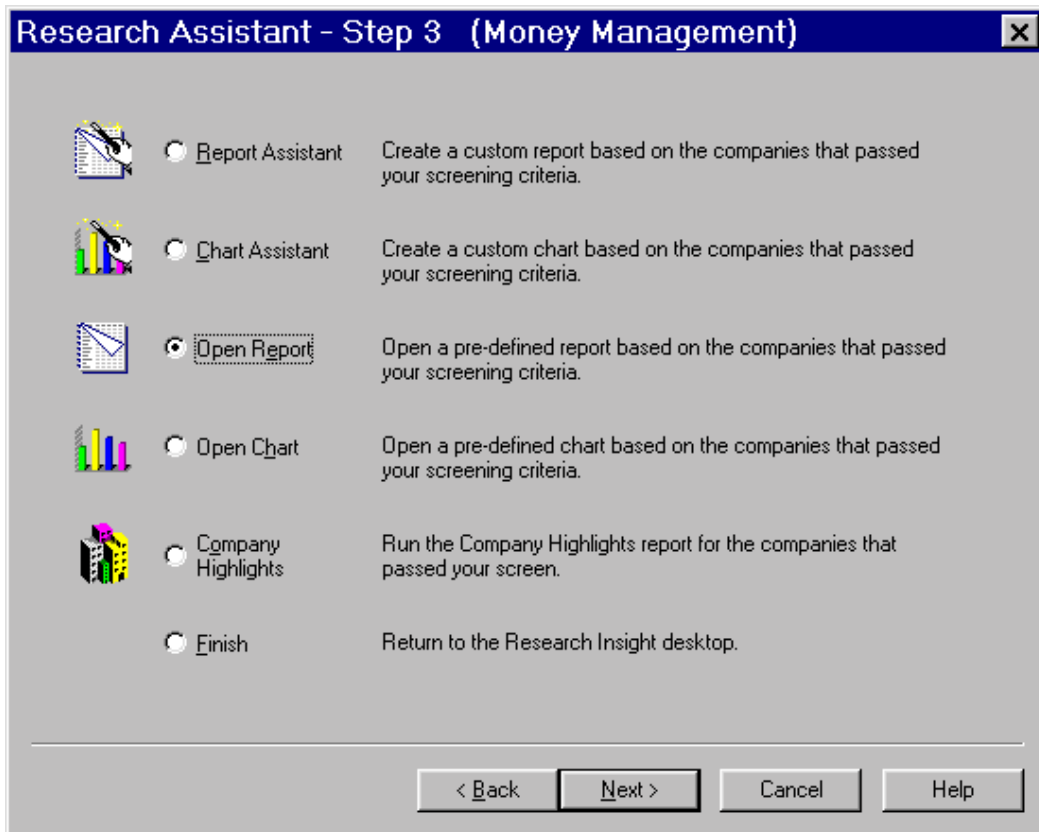 Research Assistant - Step 3 (Money Management)
Report Assistant
Create a custom report based on the companies that passed
your screening criteria.
Chart Assistant
Create a custom chart based on the companies that passed
your screening criteria.
Open Report
Open a pre-defined report based on the companies that passed
your screening criteria.
Open Chart
Open a pre-defined chart based on the companies that passed
your screening criteria.
Company
Highlights
Run the Company Highlights report for the companies that
passed your screen.
Finish
Return to the Research Insight desktop.
< Back
Next >
Cancel
Help